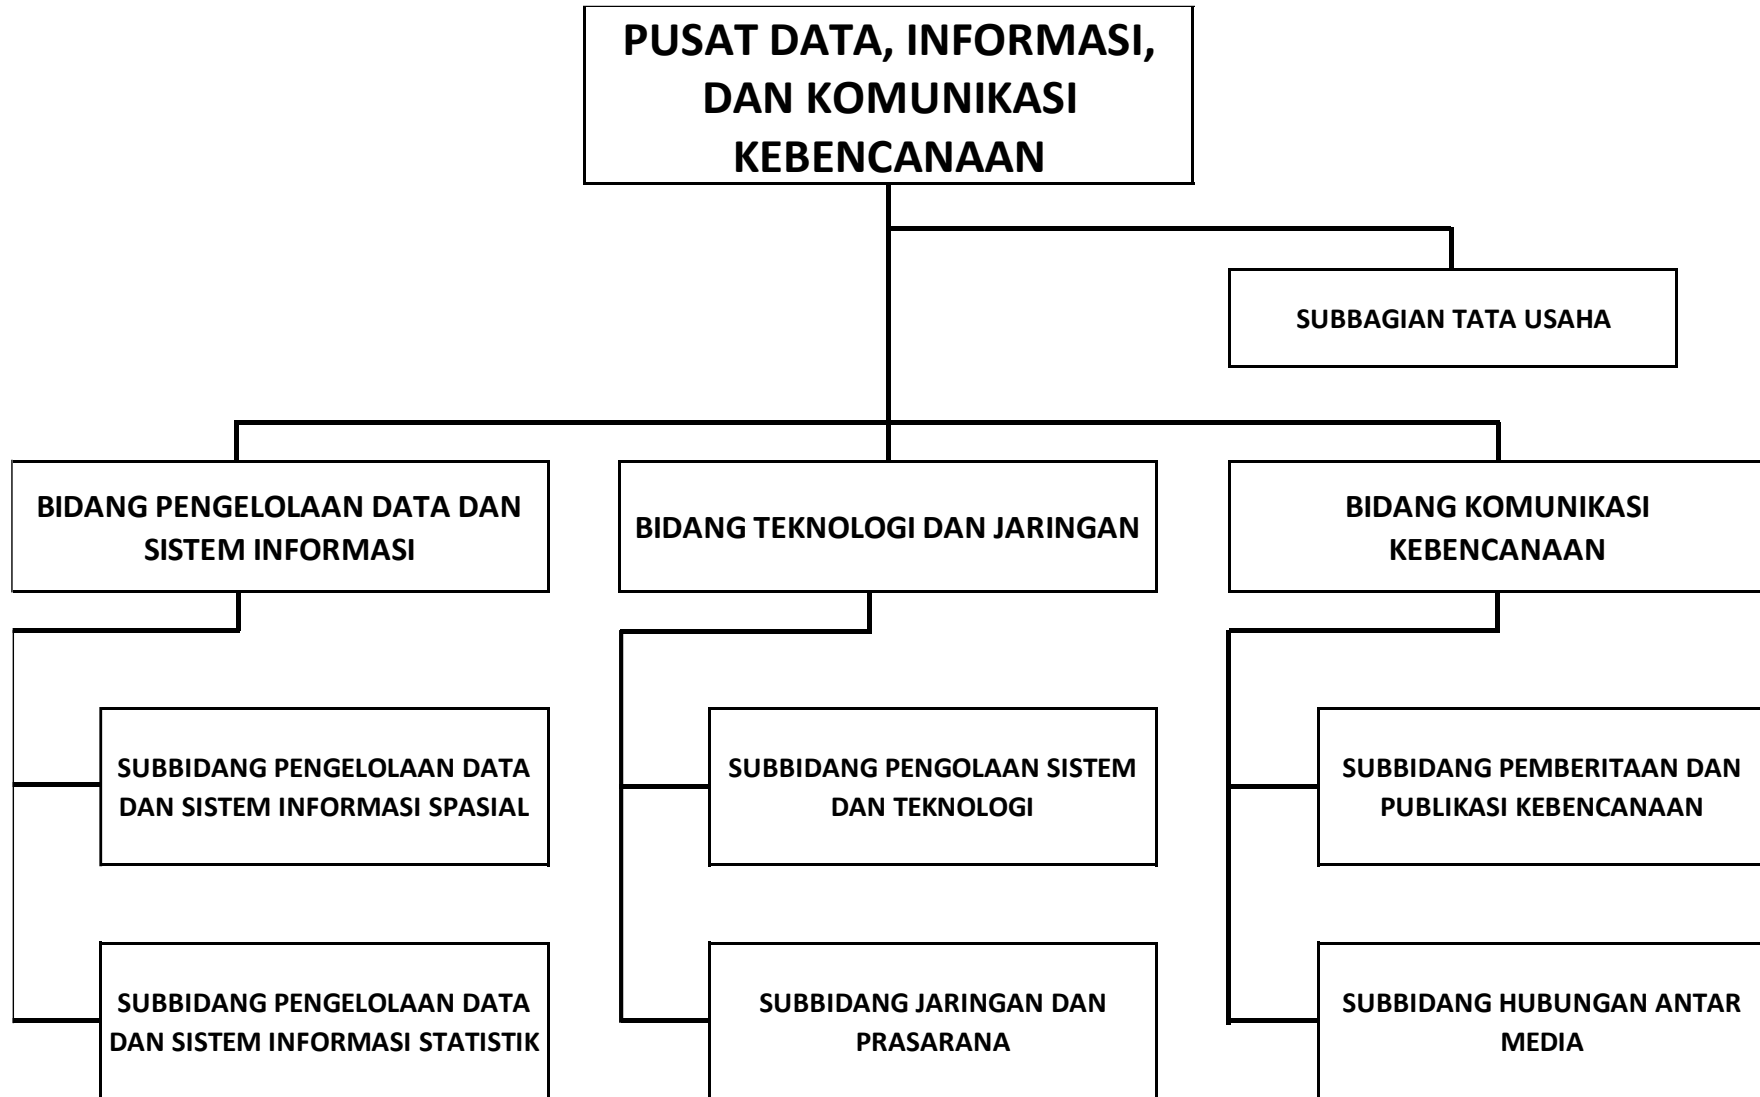 PUSAT DATA, INFORMASI,
DAN KOMUNIKASI
KEBENCANAAN
SUBBAGIAN TATA USAHA
BIDANG PENGELOLAAN DATA DAN
SISTEM INFORMASI
BIDANG TEKNOLOGI DAN JARINGAN
BIDANG KOMUNIKASI
KEBENCANAAN
SUBBIDANG PENGELOLAAN DATA
DAN SISTEM INFORMASI SPASIAL
SUBBIDANG PENGOLAAN SISTEM
DAN TEKNOLOGI
SUBBIDANG PEMBERITAAN DAN
PUBLIKASI KEBENCANAAN
SUBBIDANG PENGELOLAAN DATA
DAN SISTEM INFORMASI STATISTIK
SUBBIDANG JARINGAN DAN
PRASARANA
SUBBIDANG HUBUNGAN ANTAR
MEDIA